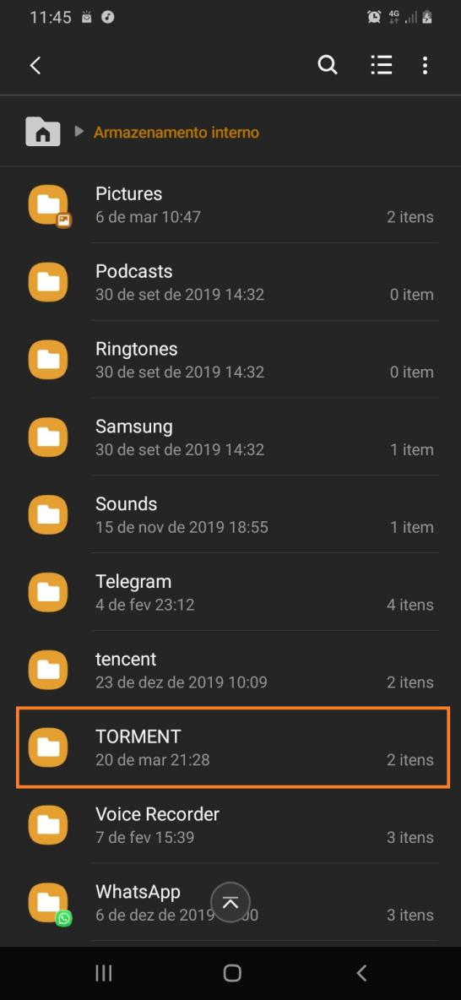 11:45
4G
Armazenamento interno
Pictures
6 de mar 10:47
2 itens
Podcasts
30 de set de 2019 14:32
0 item
Ringtones
30 de set de 2019 14:32
0 item
Samsung
30 de set de 2019 14:32
1 item
Sounds
15 de nov de 2019 18:55
1 item
Telegram
4 de fev 23:12
4 itens
tencent
23 de dez de 2019 10:09
2 itens
TORMENT
20 de mar 21:28
2 itens
Voice Recorder
7 de fev 15:39
3 itens
WhatsApp
6 de dez de 2019
3 itens